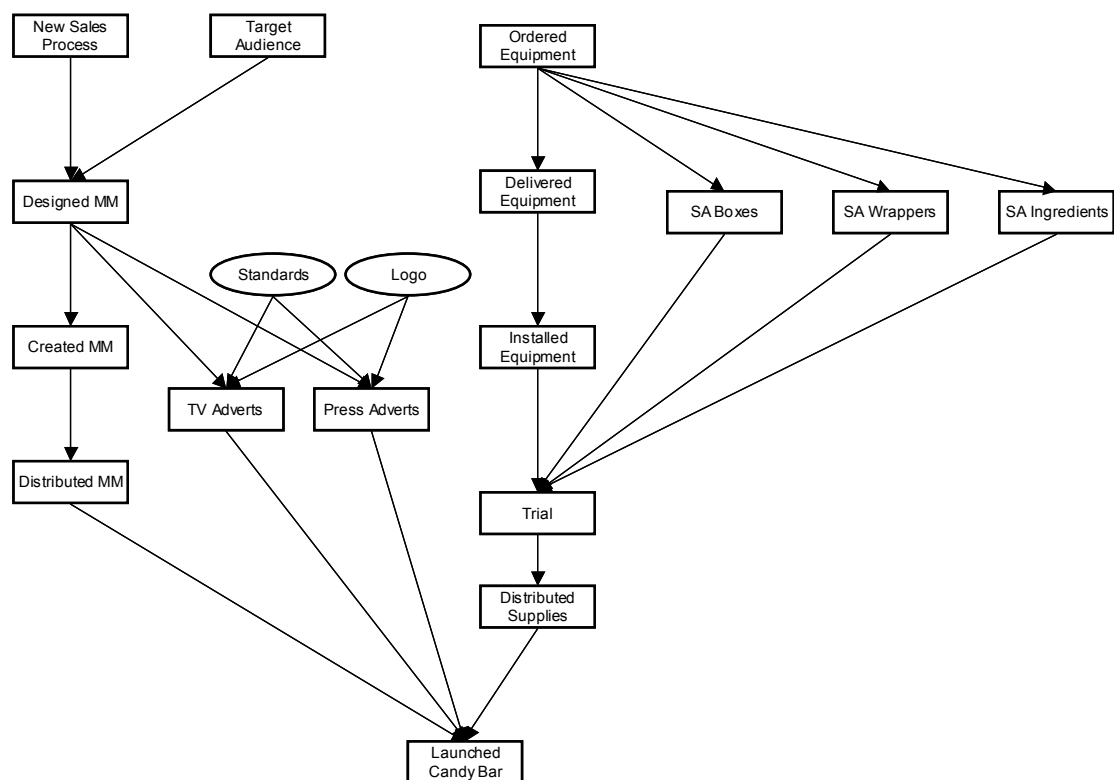 New Sales
Process
Target
Audience
Ordered
Equipment
Designed MM
Delivered
Equipment
SA Boxes
SA Wrappers
SA Ingredients
Standards
Logo
Created MM
Installed
Equipment
TV Adverts
Press Adverts
Distributed MM
Trial
Distributed
Supplies
Launched
Candy Bar